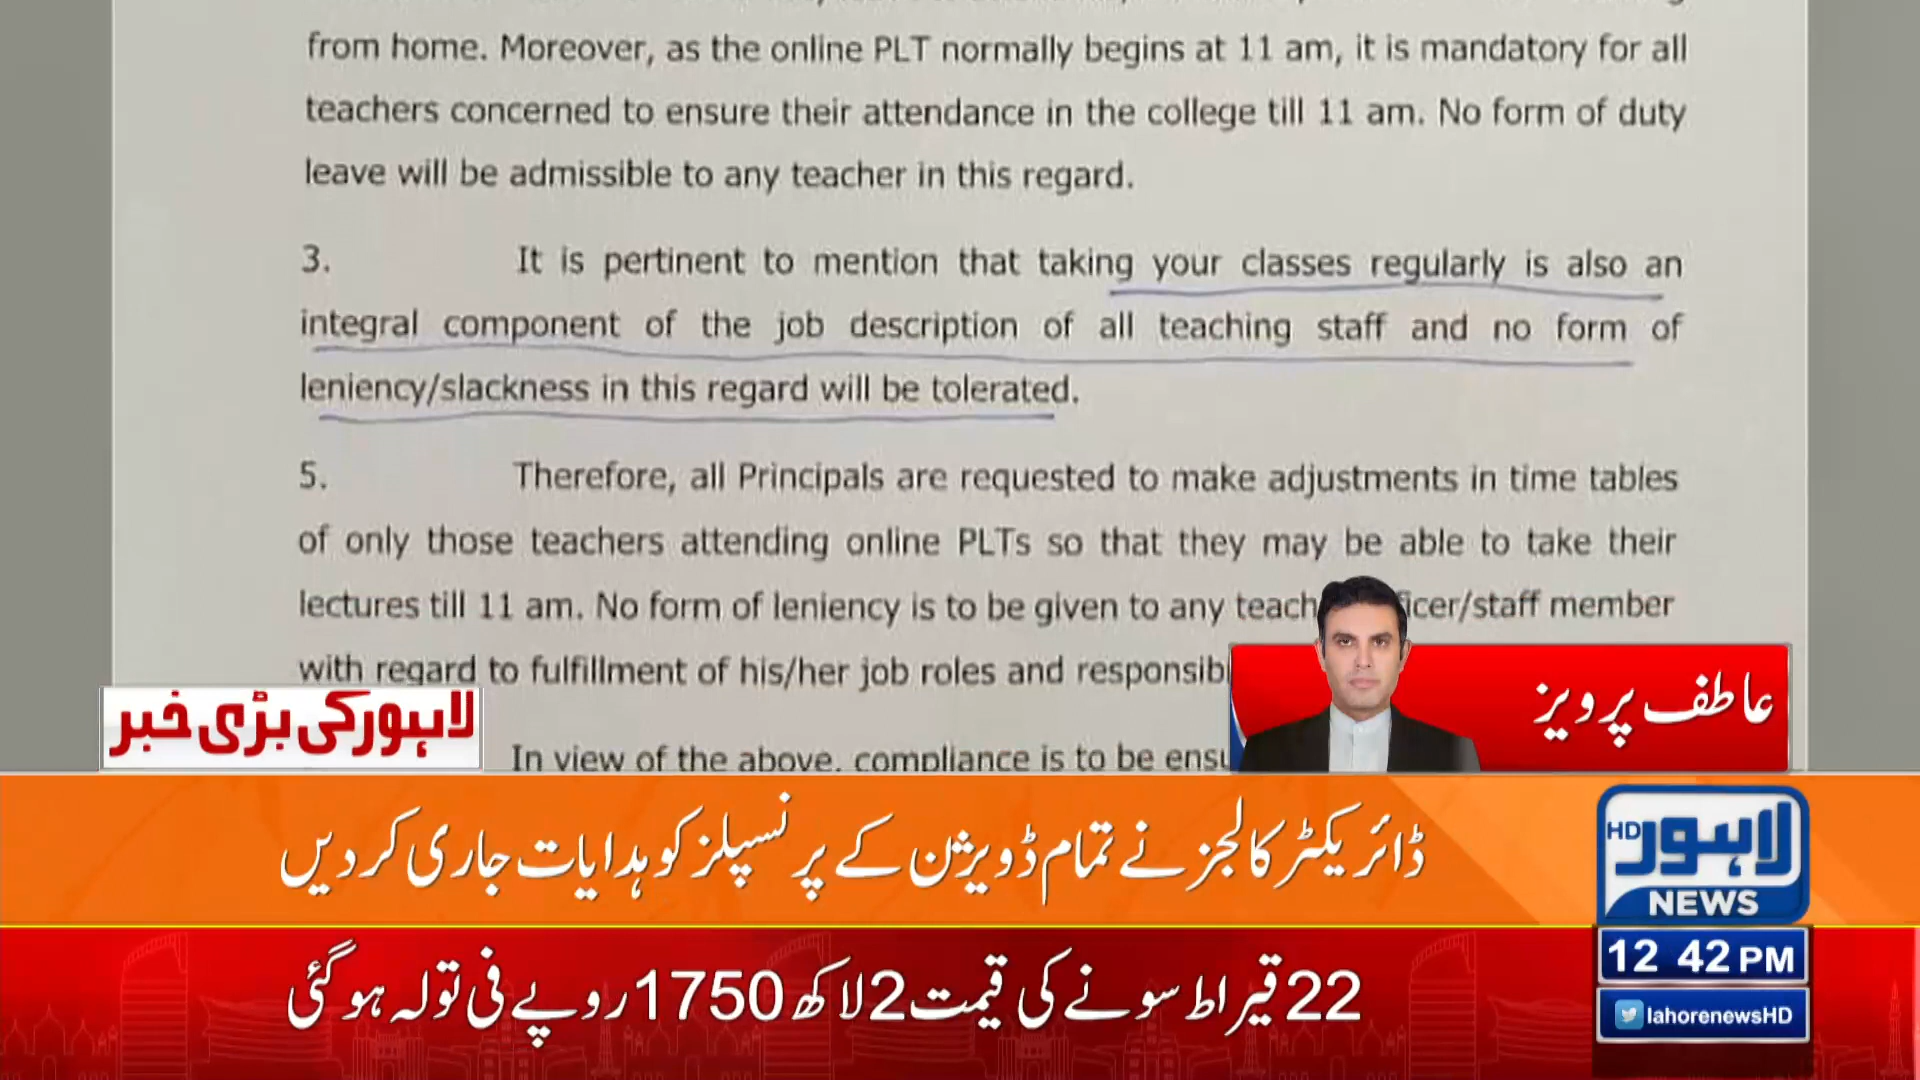 from home. Moreover, as the online PLT normally begins at 11 am, it is mandatory for all
teachers concerned to ensure their attendance in the college till 11 am. No form of duty
leave will be admissible to any teacher in this regard.
3. It is pertinent to mention that taking your classes regularly is also an
integral component of the job description of all teaching staff and no form of
leniency/slackness in this regard will be tolerated.
5. Therefore, all Principals are requested to make adjustments in time tables
of only those teachers attending online PLTs so that they may be able to take their
lectures till 11 am. No form of leniency is to be given to any icer/staff member
with regard to fulfillment of his/her job roles and
In view of the above, compliance is to be
عاطف پرویز
لاہور کی بڑی خبر
ڈائریکٹر کالجز نے تمام ڈویژن کے پرنسپلز کو ہدایات جاری کر دیں
لاہور HD
NEWS
22 قیراط سونے کی قیمت 2 لاکھ 1750 روپے فی تولہ ہو گئی
12 42 PM
lahorenewsHD